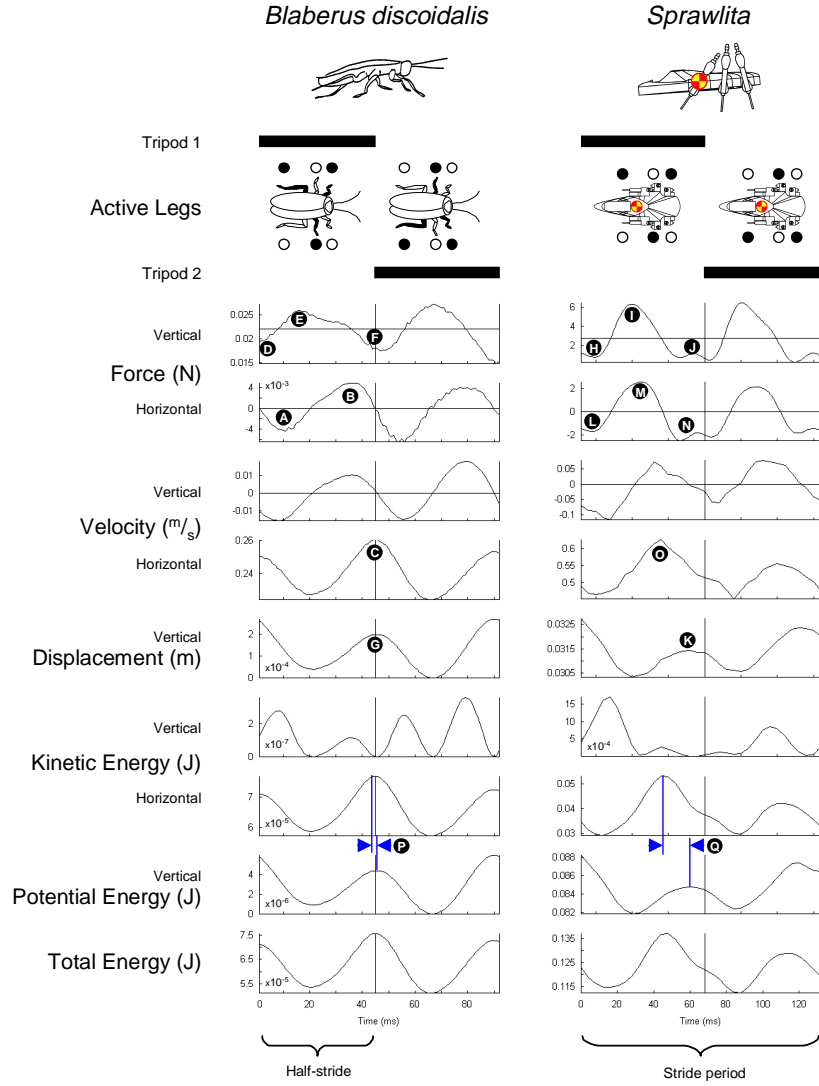 Blaberus discoidalis
Sprawlita
Tripod 1
Active Legs
Tripod 2
Force (N)
Vertical
0.025
0.02
0.015
D
E
F
6
4
2
H
I
J
Horizontal
x10-3
4
0
-4
A
B
2
0
-2
L
M
N
Velocity (m/s)
Vertical
0.01
0
-0.01
0.05
0
-0.05
-0.1
Horizontal
0.26
0.24
C
0.6
0.5
O
Displacement (m)
Vertical
2
1
0
x10-4
G
0.0325
0.0315
0.0305
K
Kinetic Energy (J)
Vertical
2
0
x10-7
15
10
5
x10-4
Horizontal
7
6
x10-5
0.05
0.04
0.03
P
Q
Potential Energy (J)
Vertical
4
2
0
x10-6
0.088
0.086
0.084
0.082
Total Energy (J)
7.5
6.5
5.5
x10-5
0.135
0.125
0.115
0 20 40 60 80
Time (ms)
0 20 40 60 80 100 120
Time (ms)
Half-stride
Stride period